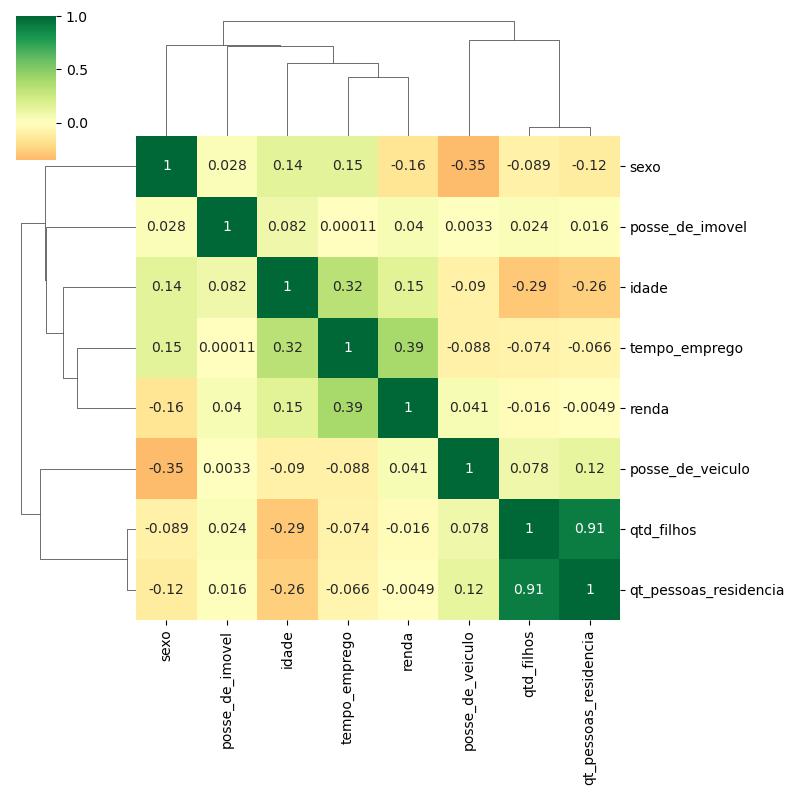 1.0
0.5
0.0
1 0.028 0.14 0.15 -0.16 -0.35 -0.089 -0.12 sexo
0.028 1 0.082 0.00011 0.04 0.0033 0.024 0.016 posse_de_imovel
0.14 0.082 1 0.32 0.15 -0.09 -0.29 -0.26 idade
0.15 0.00011 0.32 1 0.39 -0.088 -0.074 -0.066 tempo_emprego
-0.16 0.04 0.15 0.39 1 0.041 -0.016 -0.0049 renda
-0.35 0.0033 -0.09 -0.088 0.041 1 0.078 0.12 posse_de_veiculo
-0.089 0.024 -0.29 -0.074 -0.016 0.078 1 0.91 qtd_filhos
-0.12 0.016 -0.26 -0.066 -0.0049 0.12 0.91 1 qt_pessoas_residencia
sexo
posse_de_imovel
idade
tempo_emprego
renda
posse_de_veiculo
qtd_filhos
qt_pessoas_residencia